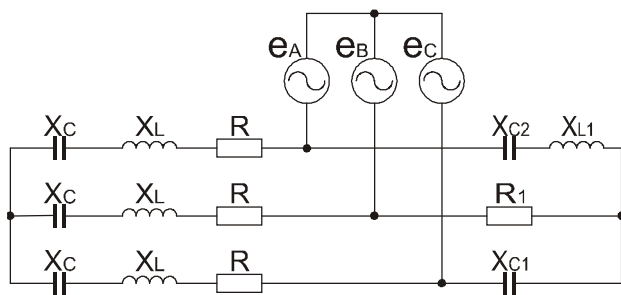 eA eB eC
XC XL R XC2 XL1
XC XL R R1
XC XL R XC1